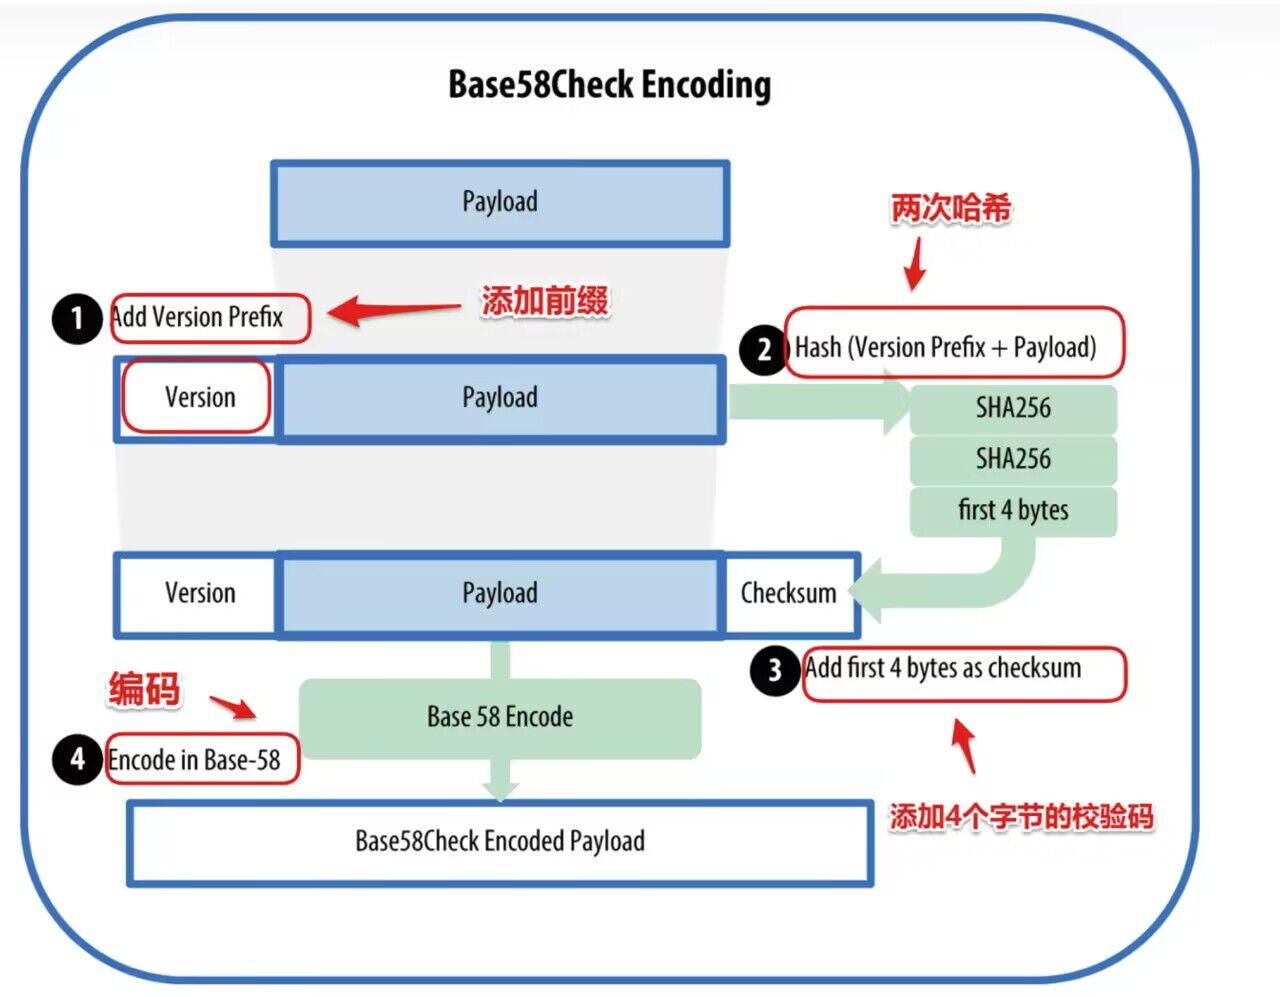 Base58Check Encoding
Payload
两次哈希
1 Add Version Prefix
添加前缀
2 Hash (Version Prefix + Payload)
Version
Payload
SHA256
SHA256
first 4 bytes
Version
Payload
Checksum
3 Add first 4 bytes as checksum
编码
Base 58 Encode
4 Encode in Base-58
添加4个字节的校验码
Base58Check Encoded Payload